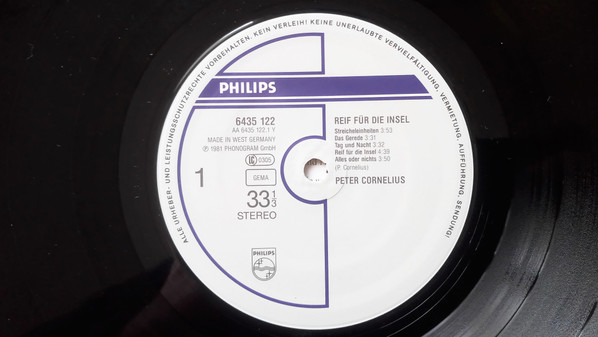 ALLE URHEBER- UND LEISTUNGSSCHUTZRECHTE VORBEHALTEN. KEIN VERLEIH! KEINE UNERLAUBTE VERVIELFÄLTIGUNG, VERMIETUNG, AUFFÜHRUNG, SENDUNG!
PHILIPS
6435 122
AA 6435 122.1 Y
MADE IN WEST GERMANY
Ⓟ 1981 PHONOGRAM GmbH
LC 0305
GEMA
1
33 1/3
STEREO
PHILIPS
REIF FÜR DIE INSEL
Streicheleinheiten 3:53
Das Gerede 3:31
Tag und Nacht 3:32
Reif für die Insel 4:39
Alles oder nichts 3:50
(P. Cornelius)
PETER CORNELIUS